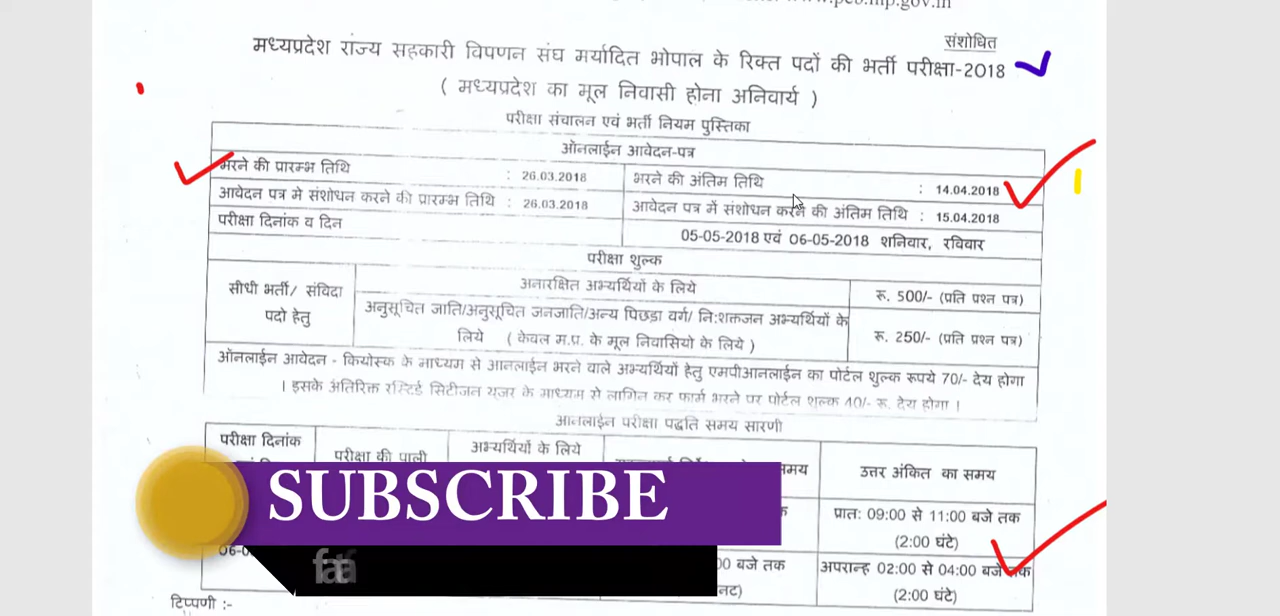 संशोधित
मध्यप्रदेश राज्य सहकारी विपणन संघ मर्यादित भोपाल के रिक्त पदों की भर्ती परीक्षा-2018
( मध्यप्रदेश का मूल निवासी होना अनिवार्य )
परीक्षा संचालन एवं भर्ती नियम पुस्तिका
ऑनलाईन आवेदन-पत्र
भरने की प्रारम्भ तिथि : 26.03.2018 भरने की अंतिम तिथि : 14.04.2018
आवेदन पत्र मे संशोधन करने की प्रारम्भ तिथि : 26.03.2018 आवेदन पत्र में संशोधन करने की अंतिम तिथि : 15.04.2018
परीक्षा दिनांक व दिन 05-05-2018 एवं 06-05-2018 शनिवार, रविवार
परीक्षा शुल्क
सीधी भर्ती/ संविदा पदो हेतु
अनारक्षित अभ्यर्थियों के लिये रू. 500/- (प्रति प्रश्न पत्र)
अनुसूचित जाति/अनुसूचित जनजाति/अन्य पिछड़ा वर्ग/ नि:शक्तजन अभ्यर्थियों के
लिये ( केवल म.प्र. के मूल निवासियो के लिये ) रू. 250/- (प्रति प्रश्न पत्र)
ऑनलाईन आवेदन - कियोस्क के माध्यम से आनलाईन भरने वाले अभ्यर्थियों हेतु एमपीआनलाईन का पोर्टल शुल्क रूपये 70/- देय होगा
। इसके अतिरिक्त रस्टिर्ड सिटीजन यूजर के माध्यम से लागिन कर फार्म भरने पर पोर्टल शुल्क 40/- रू. देय होगा ।
आनलाईन परीक्षा पद्दति समय सारणी
परीक्षा दिनांक परीक्षा की पाली अभ्यर्थियों के लिये समय उत्तर अंकित का समय
SUBSCRIBE
प्रात: 09:00 से 11:00 बजे तक
(2:00 घंटे)
00 बजे तक अपरान्ह 02:00 से 04:00 बजे तक
(2:00 घंटे)
टिप्पणी :-